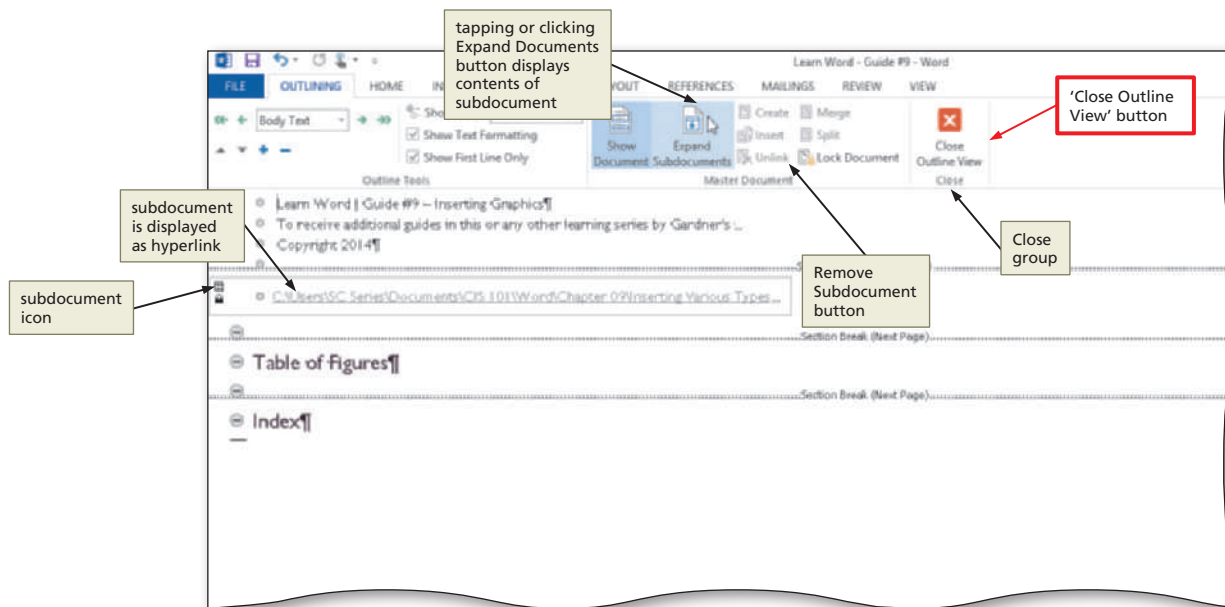 tapping or clicking
Expand Documents
button displays
contents of
subdocument
Learn Word - Guide #9 - Word
FILE OUTLINING HOME IN YOUT REFERENCES MAILINGS REVIEW VIEW
'Close Outline
View' button
Body Text
Sho
Show Text Formatting
Show First Line Only
Outline Tools
Show
Document
Expand
Subdocuments
Create
Insert
Unlink
Merge
Split
Lock Document
Master Document
Close
Outline View
Close
subdocument
is displayed
as hyperlink
Learn Word | Guide #9 – Inserting Graphics¶
To receive additional guides in this or any other learning series by Gardner's :...
Copyright 2014¶
Close
group
Remove
Subdocument
button
subdocument
icon
C:\Users\SC Series\Documents\CIS 101\Word\Chapter 09\Inserting Various Types ...
Section Break (Next Page)
Table of Figures¶
Section Break (Next Page)
Index¶